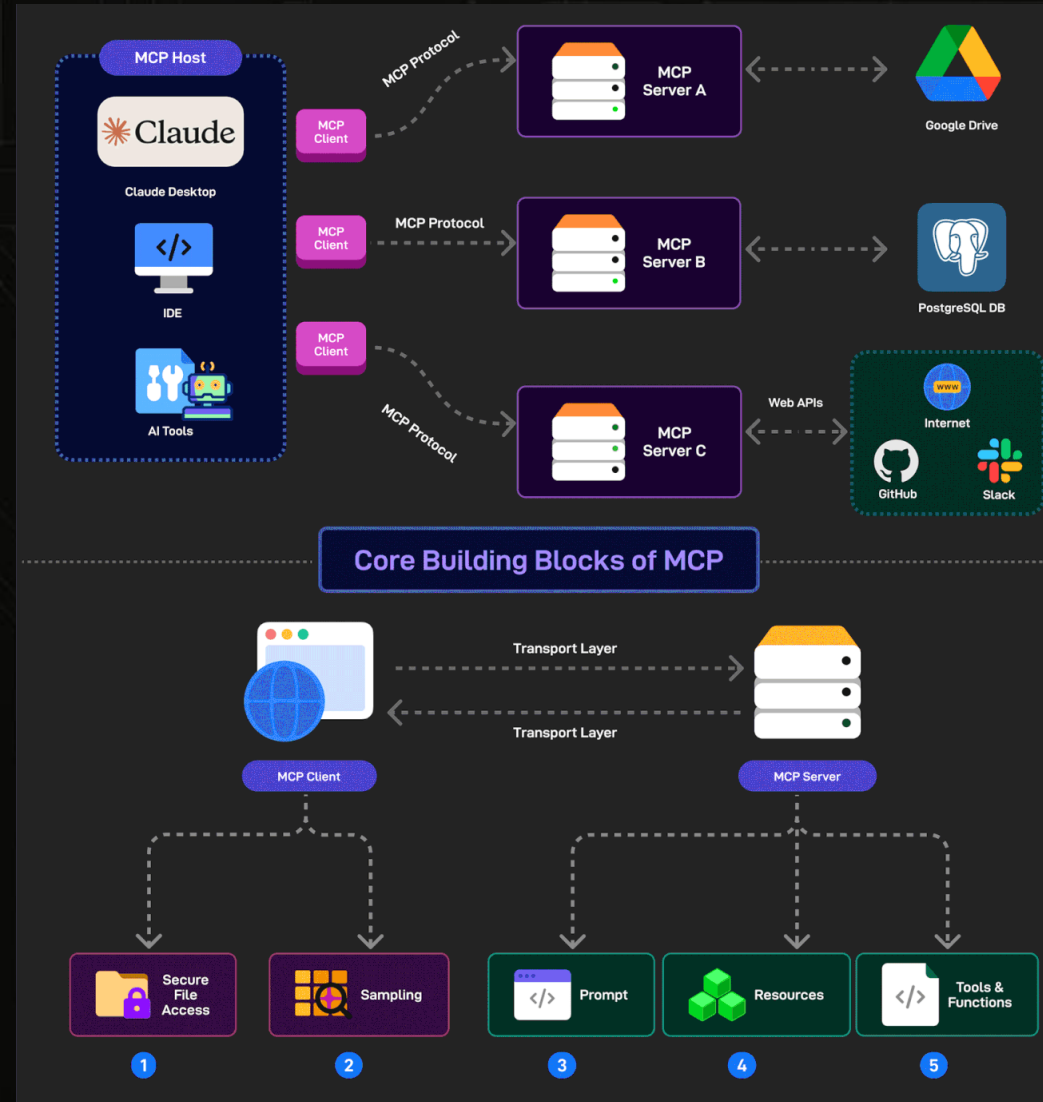 MCP Host
Claude
Claude Desktop
</>
IDE
AI Tools
MCP
Client
MCP Protocol
MCP
Server A
Google Drive
MCP
Client
MCP Protocol
MCP
Server B
PostgreSQL DB
MCP
Client
MCP Protocol
MCP
Server C
Web APIs
www
Internet
GitHub
Slack
Core Building Blocks of MCP
Transport Layer
Transport Layer
MCP Client
MCP Server
Secure
File
Access
Sampling
</>
Prompt
Resources
</>
Tools &
Functions
1
2
3
4
5